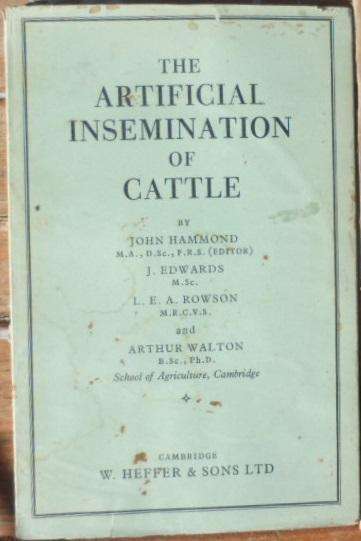 THE
ARTIFICIAL
INSEMINATION
OF
CATTLE
BY
JOHN HAMMOND
M.A., D.Sc., F.R.S. (EDITOR)
J. EDWARDS
M.Sc.
L. E. A. ROWSON
M.R.C.V.S.
and
ARTHUR WALTON
B.Sc., Ph.D.
School of Agriculture, Cambridge
CAMBRIDGE
W. HEFFER & SONS LTD